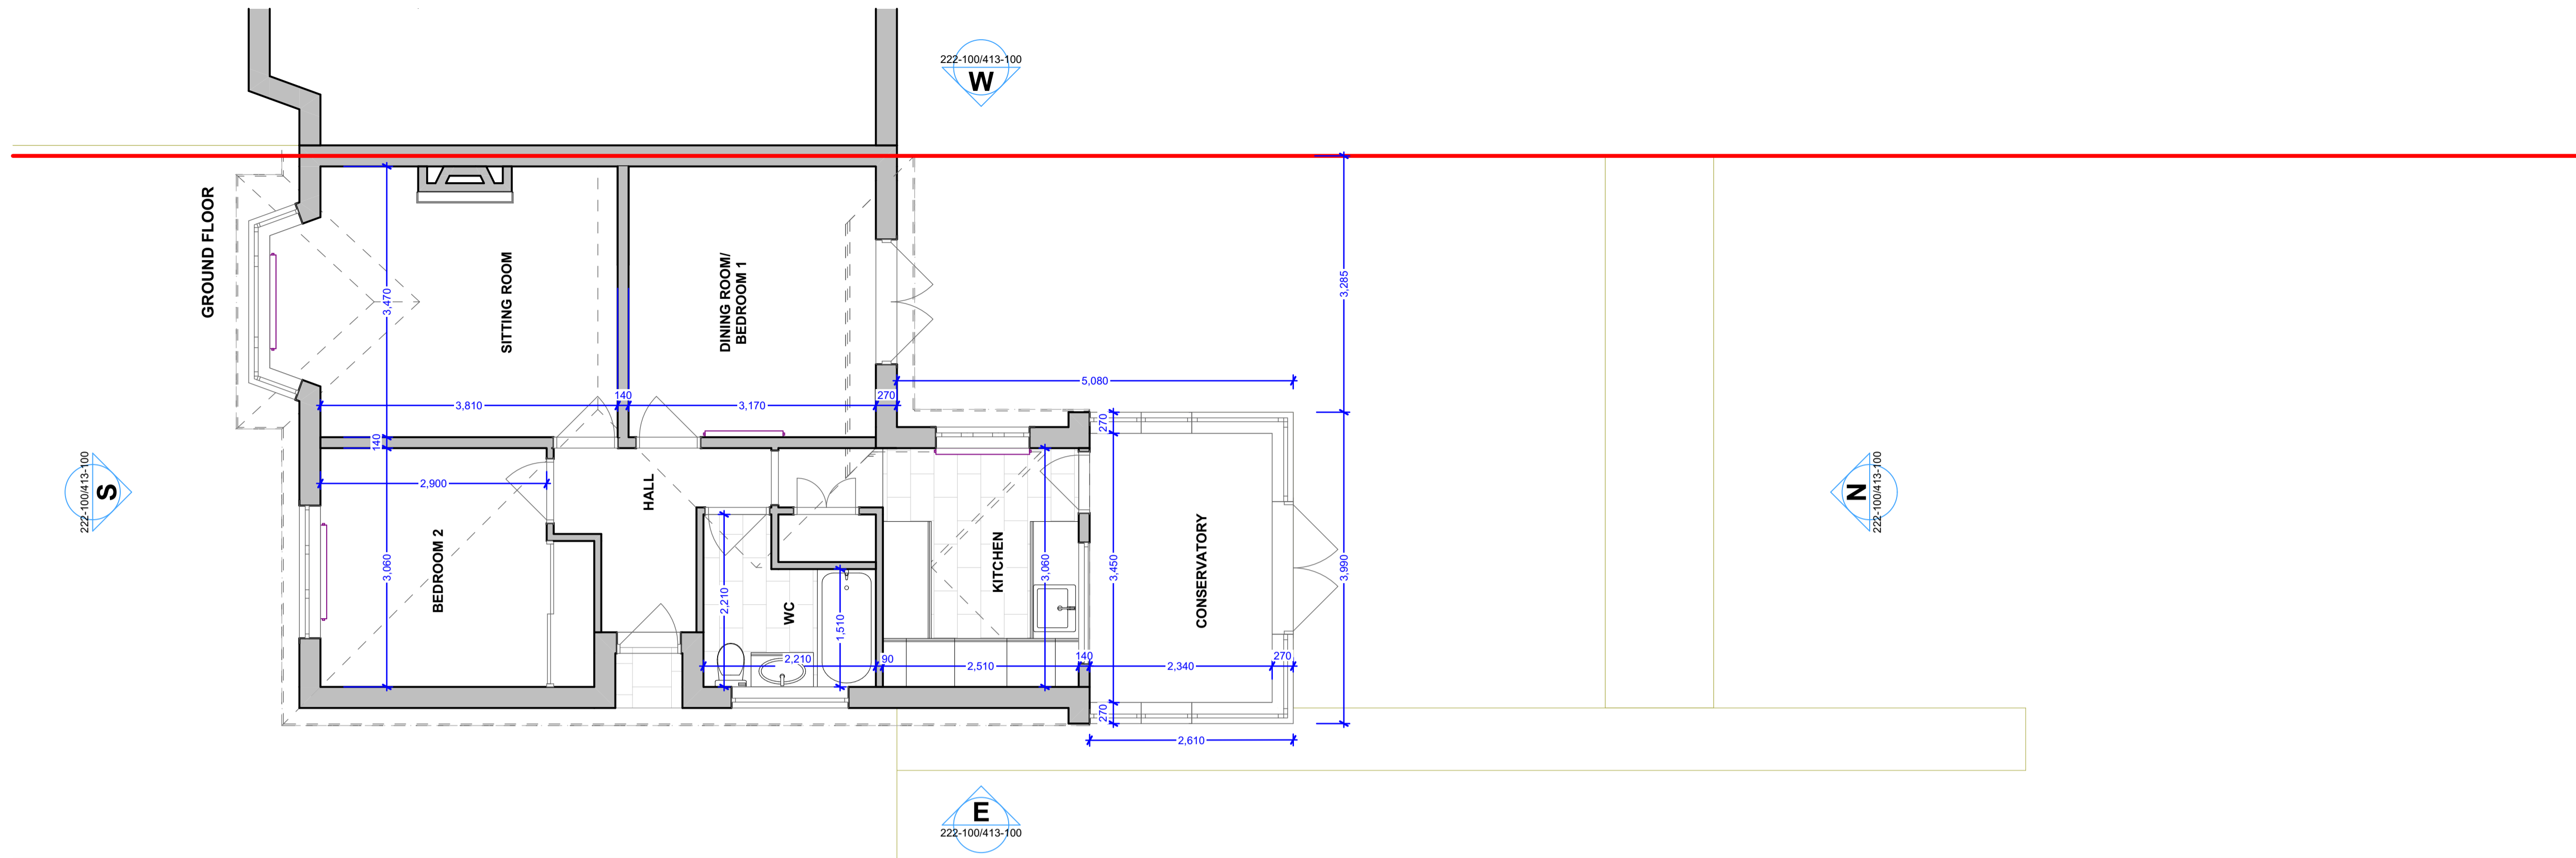 222-100/413-100
W
GROUND FLOOR
SITTING ROOM
DINING ROOM/
BEDROOM 1
3,470
3,285
5,080
3,810
140
3,170
270
140
270
S
222-100/413-100
2,900
HALL
N
222-100/413-100
BEDROOM 2
3,060
2,210
WC
1,510
KITCHEN
3,060
3,450
CONSERVATORY
3,990
2,210
90
2,510
140
2,340
270
270
2,610
E
222-100/413-100